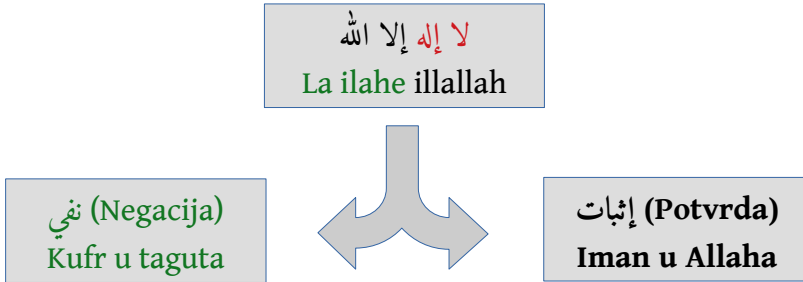 لا إله إلا الله
La ilahe illallah
نفي (Negacija)
Kufr u taguta
إثبات (Potvrda)
Iman u Allaha